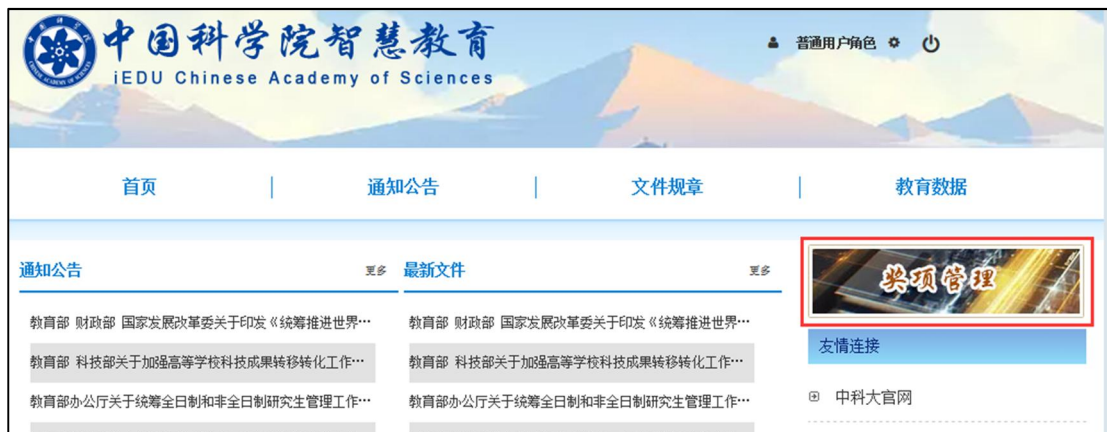 中国科学院智慧教育
iEDU Chinese Academy of Sciences
普通用户角色
首页
通知公告
文件规章
教育数据
通知公告 更多
教育部 财政部 国家发展改革委关于印发《统筹推进世界…
教育部 科技部关于加强高等学校科技成果转移转化工作…
教育部办公厅关于统筹全日制和非全日制研究生管理工作…
最新文件 更多
教育部 财政部 国家发展改革委关于印发《统筹推进世界…
教育部 科技部关于加强高等学校科技成果转移转化工作…
教育部办公厅关于统筹全日制和非全日制研究生管理工作…
奖项管理
友情连接
中科大官网